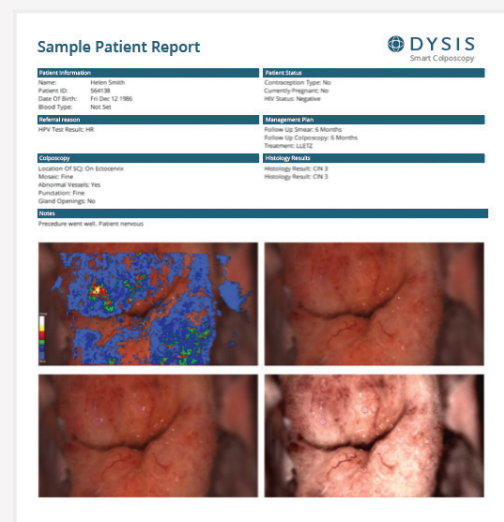 Sample Patient Report
DYSIS
Smart Colposcopy
Patient Information
Name: Helen Smith
Patient ID: 564138
Date Of Birth: Fri Dec 12 1986
Blood Type: Not Set
Patient Status
Contraception Type: No
Currently Pregnant: No
HIV Status: Negative
Referral reason
HPV Test Result: HR
Management Plan
Follow Up Smear: 6 Months
Follow Up Colposcopy: 6 Months
Treatment: LLETZ
Colposcopy
Location Of SCJ: On Ectocervix
Mosaic: Fine
Abnormal Vessels: Yes
Punctation: Fine
Gland Openings: No
Histology Results
Histology Result: CIN 3
Histology Result: CIN 3
Notes
Precedure went well. Patient nervous